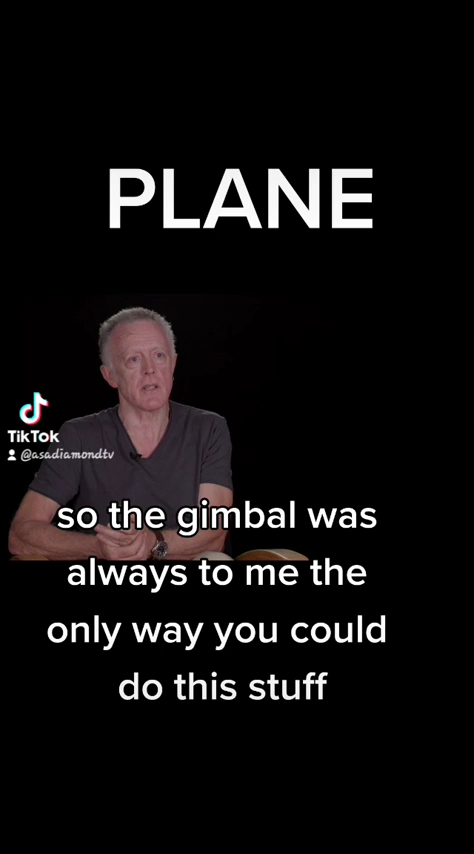 PLANE
TikTok
@asadiamondtv
so the gimbal was
always to me the
only way you could
do this stuff